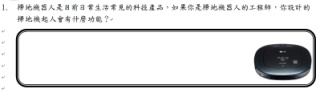 1. 掃地機器人是目前日常生活常見的科技產品，如果你是掃地機器人的工程師，你設計的
掃地機起人會有什麼功能?